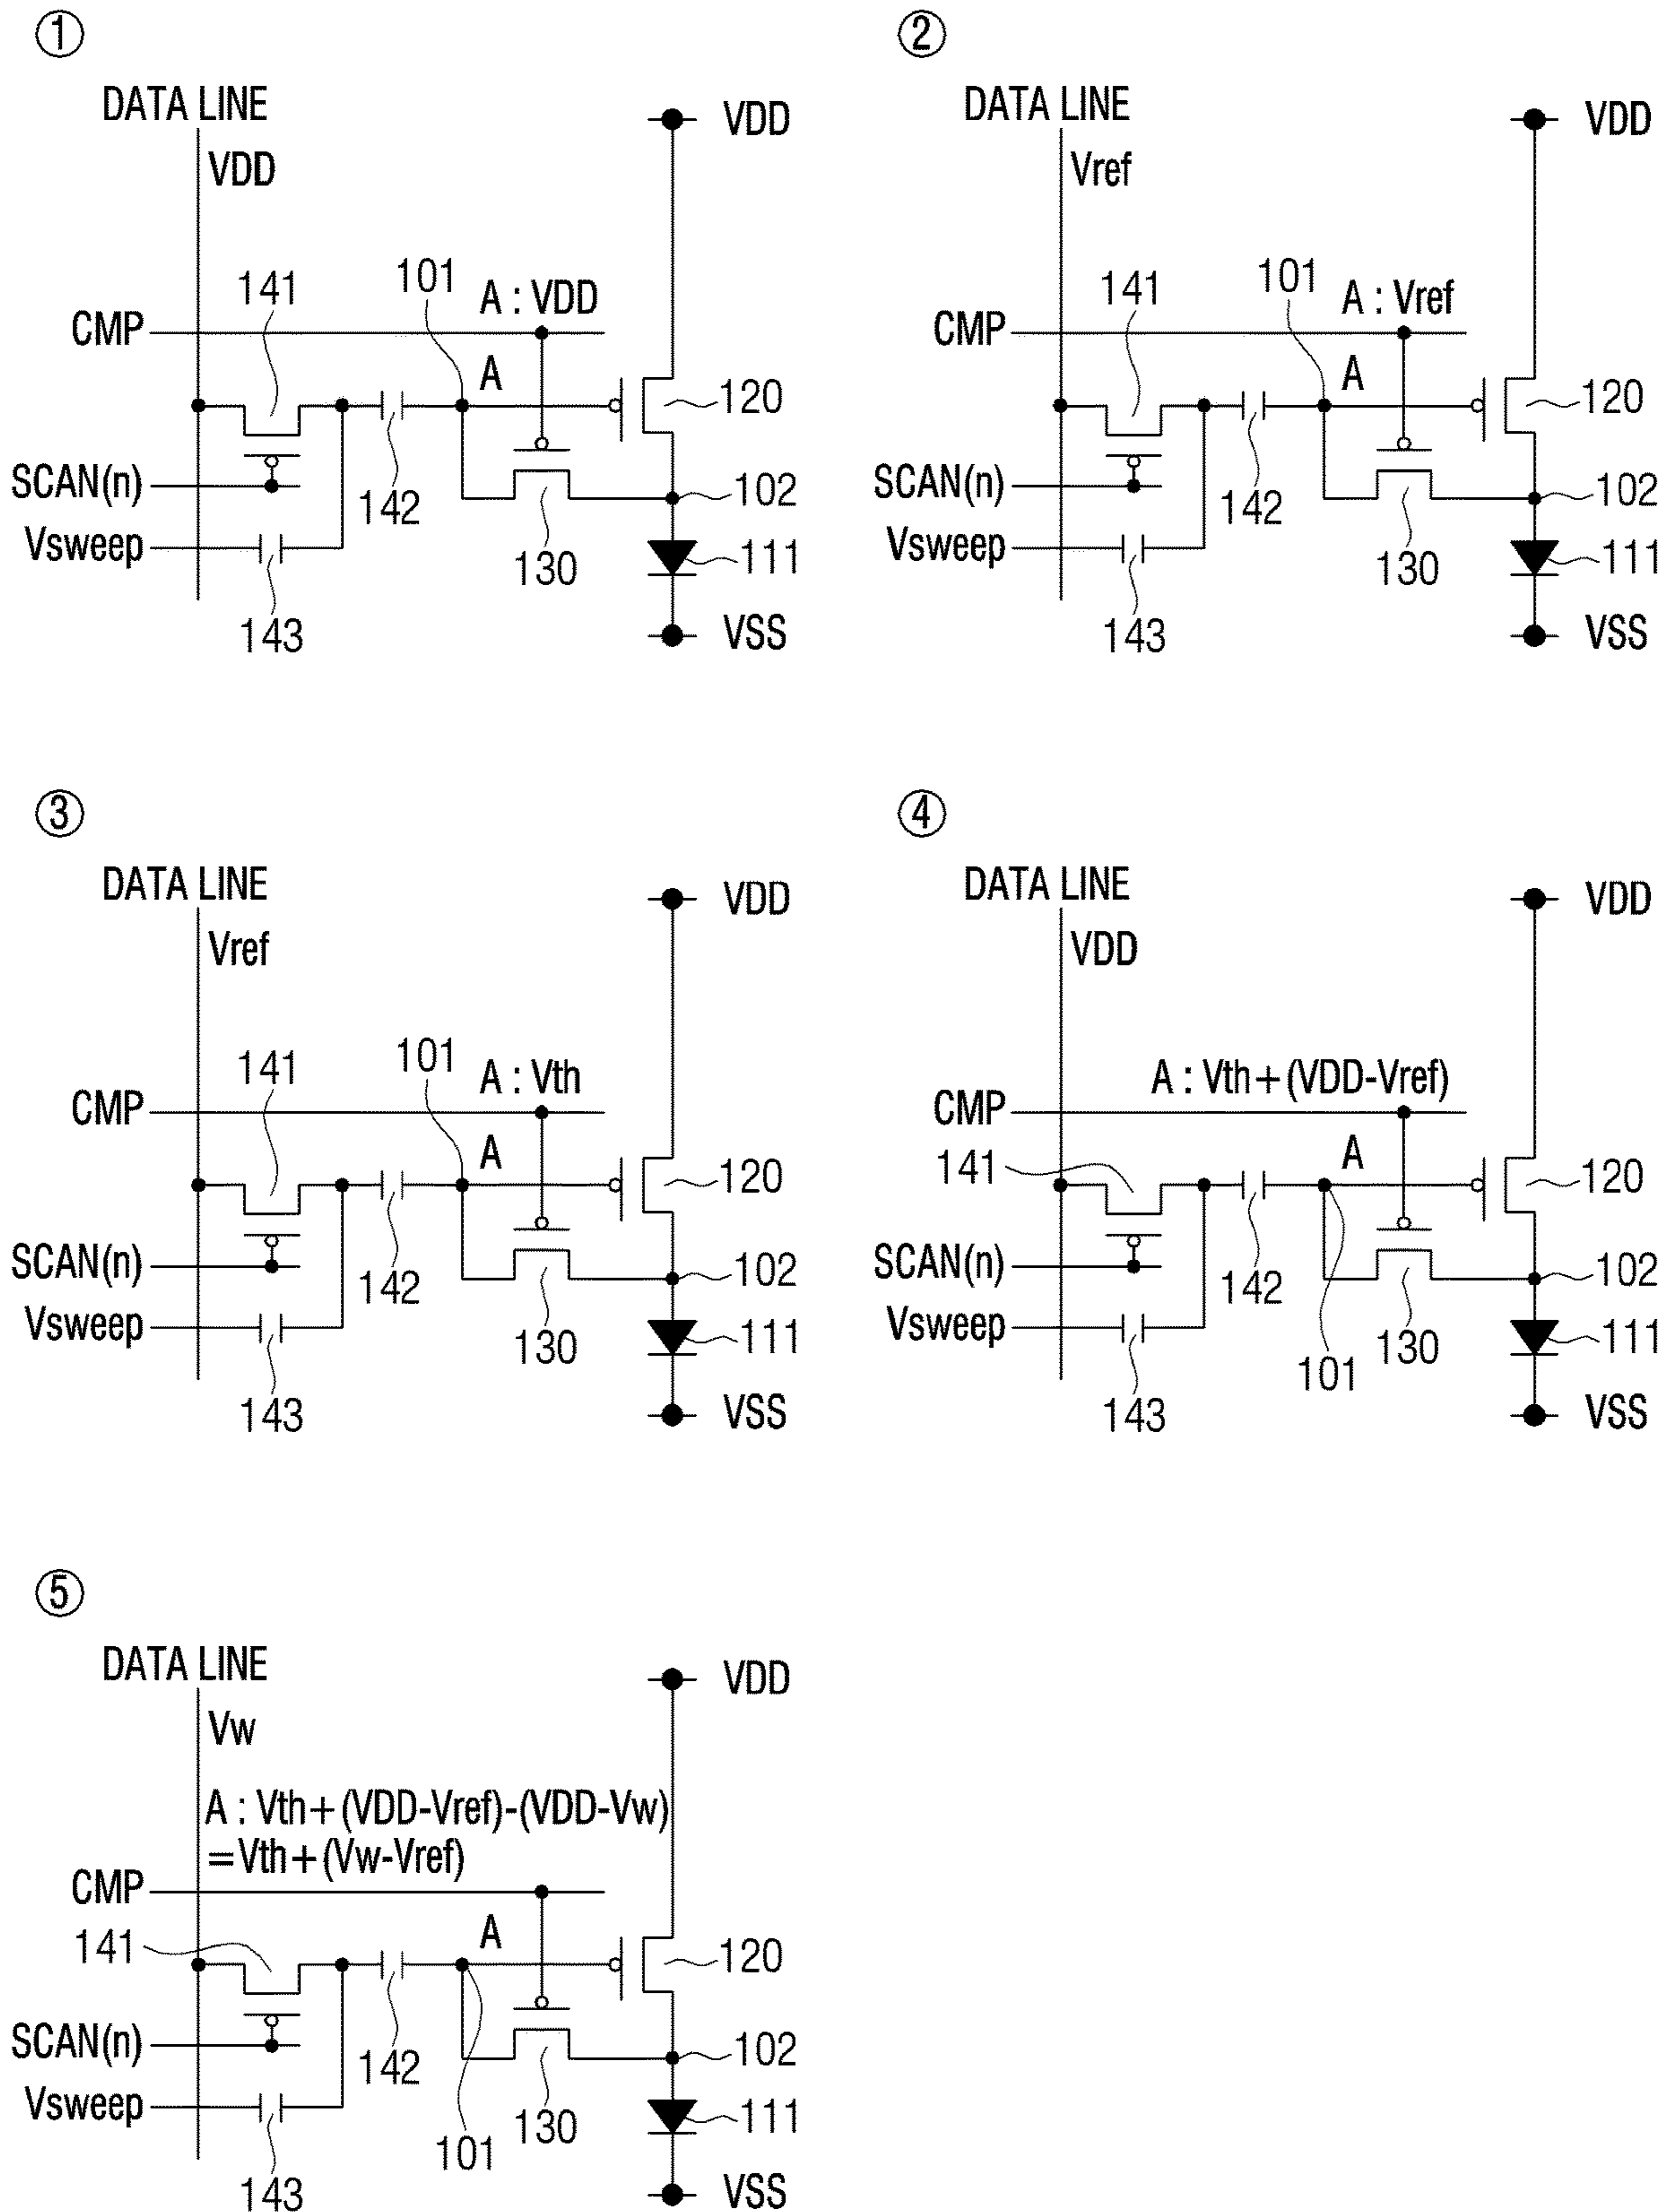 ①
DATA LINE
VDD
VDD
101
A : VDD
141
CMP
A
120
SCAN(n)
142
102
Vsweep
130
111
143
VSS
②
DATA LINE
VDD
Vref
101
A : Vref
141
CMP
A
120
SCAN(n)
142
102
Vsweep
130
111
143
VSS
③
DATA LINE
VDD
Vref
101
A : Vth
141
CMP
A
120
SCAN(n)
142
102
Vsweep
130
111
143
VSS
④
DATA LINE
VDD
VDD
A : Vth+(VDD-Vref)
CMP
141
A
120
SCAN(n)
142
102
Vsweep
101
130
111
143
VSS
⑤
DATA LINE
VDD
Vw
A : Vth+(VDD-Vref)-(VDD-Vw)
=Vth+(Vw-Vref)
CMP
141
A
120
SCAN(n)
142
102
Vsweep
101
130
111
143
VSS